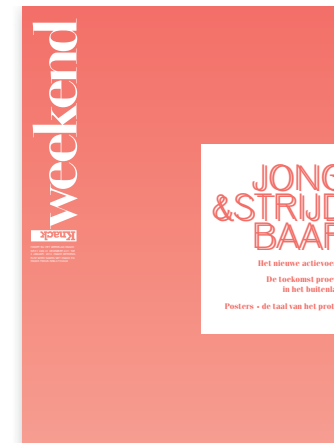 weekend
Knack
JONG
&STRIJD
BAAR
Het nieuwe actievoe
De toekomst proe
in het buitenla
Posters • de taal van het prot